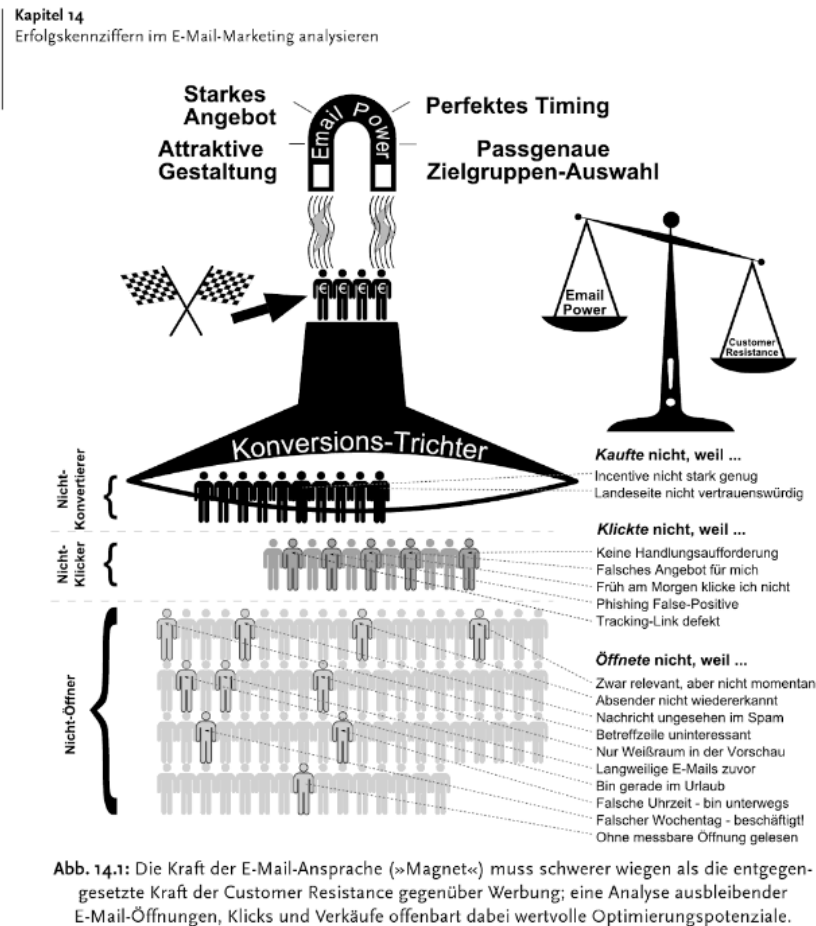 Kapitel 14
Erfolgskennziffern im E-Mail-Marketing analysieren
Starkes
Angebot
Attraktive
Gestaltung
Email Power
Perfektes Timing
Passgenaue
Zielgruppen-Auswahl
€ € € €
Email
Power
Customer
Resistance
Konversions-Trichter
Nicht-
Konvertierer
Kaufte nicht, weil ...
Incentive nicht stark genug
Landeseite nicht vertrauenswürdig
Nicht-
Klicker
Klickte nicht, weil ...
Keine Handlungsaufforderung
Falsches Angebot für mich
Früh am Morgen klicke ich nicht
Phishing False-Positive
Tracking-Link defekt
Nicht-Öffner
Öffnete nicht, weil ...
Zwar relevant, aber nicht momentan
Absender nicht wiedererkannt
Nachricht ungesehen im Spam
Betreffzeile uninteressant
Nur Weißraum in der Vorschau
Langweilige E-Mails zuvor
Bin gerade im Urlaub
Falsche Uhrzeit - bin unterwegs
Falscher Wochentag - beschäftigt!
Ohne messbare Öffnung gelesen
Abb. 14.1: Die Kraft der E-Mail-Ansprache (»Magnet«) muss schwerer wiegen als die entgegen-
gesetzte Kraft der Customer Resistance gegenüber Werbung; eine Analyse ausbleibender
E-Mail-Öffnungen, Klicks und Verkäufe offenbart dabei wertvolle Optimierungspotenziale.